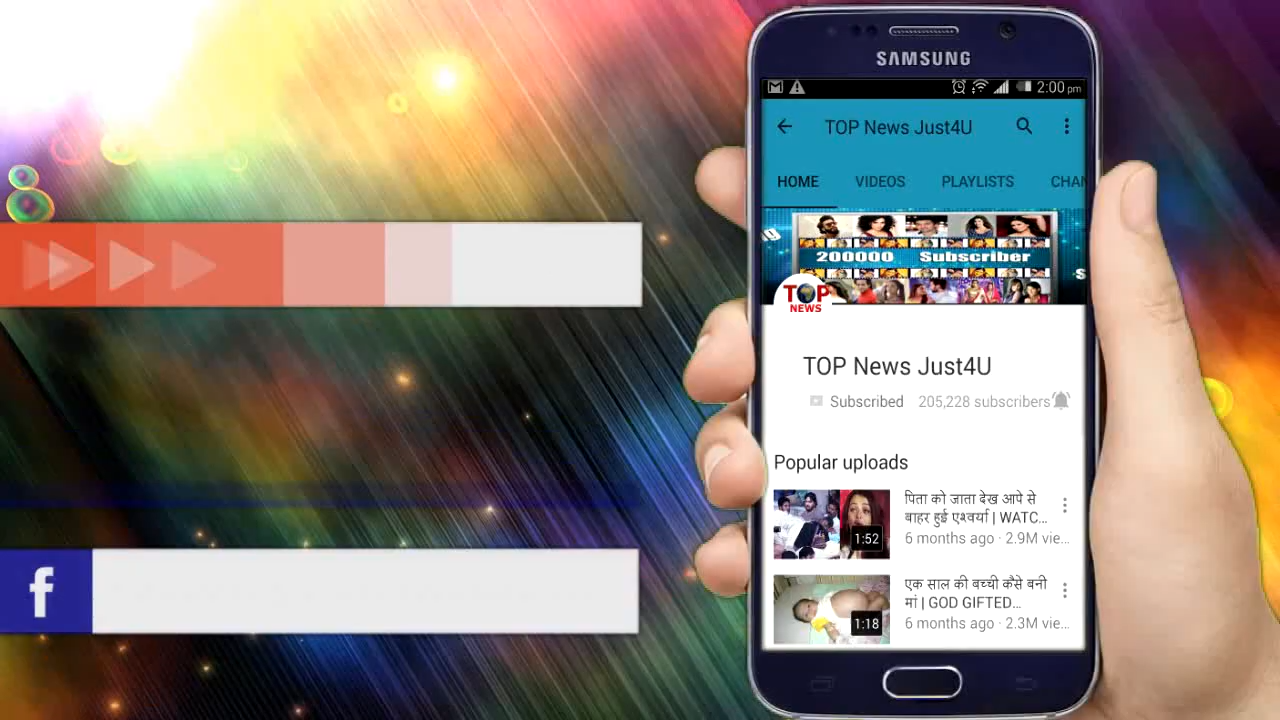 SAMSUNG
2:00 pm
TOP News Just4U
HOME VIDEOS PLAYLISTS CHAN
200000 Subscriber
TOP
NEWS
TOP News Just4U
Subscribed 205,228 subscribers
Popular uploads
पिता को जाता देख आपे से
बाहर हुई एश्वर्या | WATC...
6 months ago · 2.9M vie...
1:52
एक साल की बच्ची कैसे बनी
मां | GOD GIFTED...
6 months ago · 2.3M vie...
1:18
f